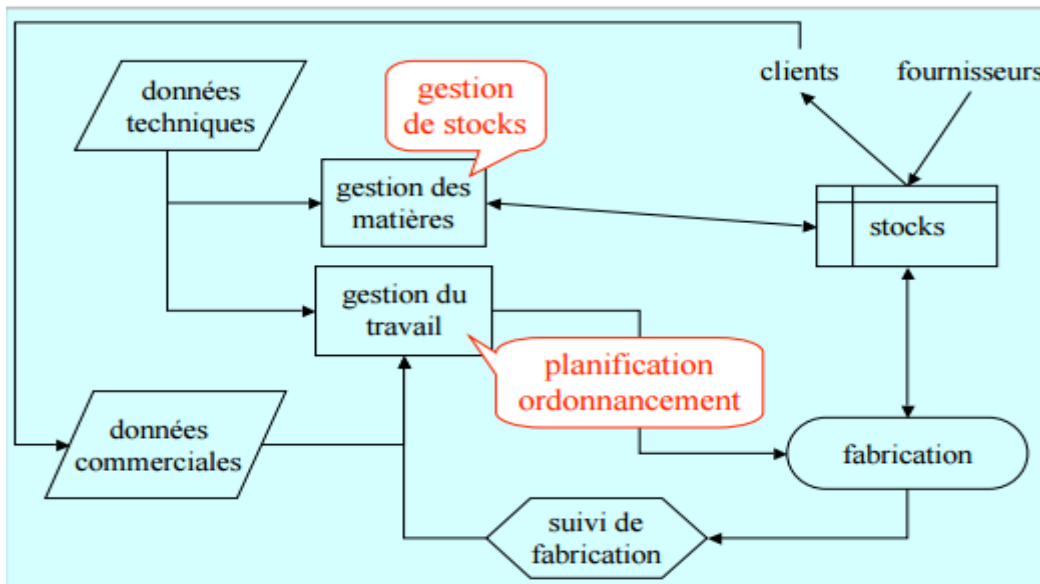 données
techniques
gestion
de stocks
clients
fournisseurs
gestion des
matières
stocks
gestion du
travail
planification
ordonnancement
données
commerciales
fabrication
suivi de
fabrication